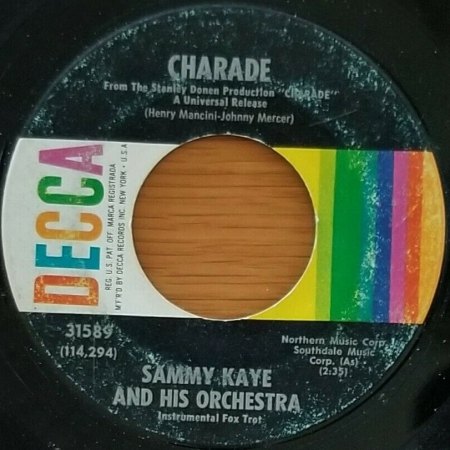 CHARADE
From The Stanley Donen Production "CHARADE"
A Universal Release
(Henry Mancini-Johnny Mercer)
DECCA
REG. U.S. PAT. OFF. MARCA REGISTRADA
M'F'R'D BY DECCA RECORDS INC. NEW YORK • U.S.A
31589
(114,294)
Northern Music Corp.
Southdale Music
Corp. (As)
(2:35)
SAMMY KAYE
AND HIS ORCHESTRA
Instrumental Fox Trot